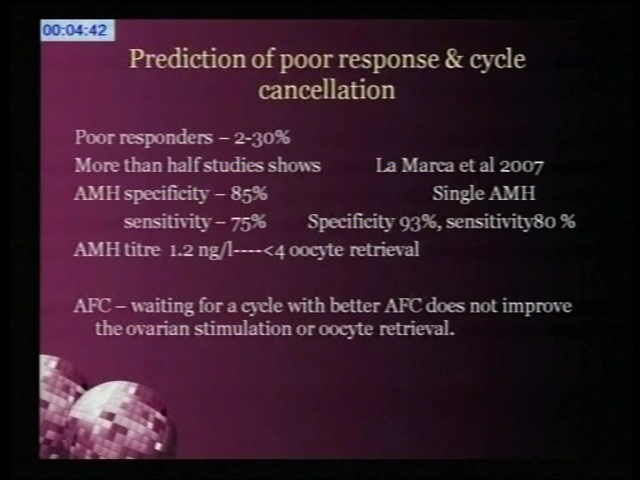 00:04:42
Prediction of poor response & cycle
cancellation
Poor responders – 2-30%
More than half studies shows La Marca et al 2007
AMH specificity – 85% Single AMH
sensitivity – 75% Specificity 93%, sensitivity80 %
AMH titre 1.2 ng/l----<4 oocyte retrieval
AFC – waiting for a cycle with better AFC does not improve
the ovarian stimulation or oocyte retrieval.